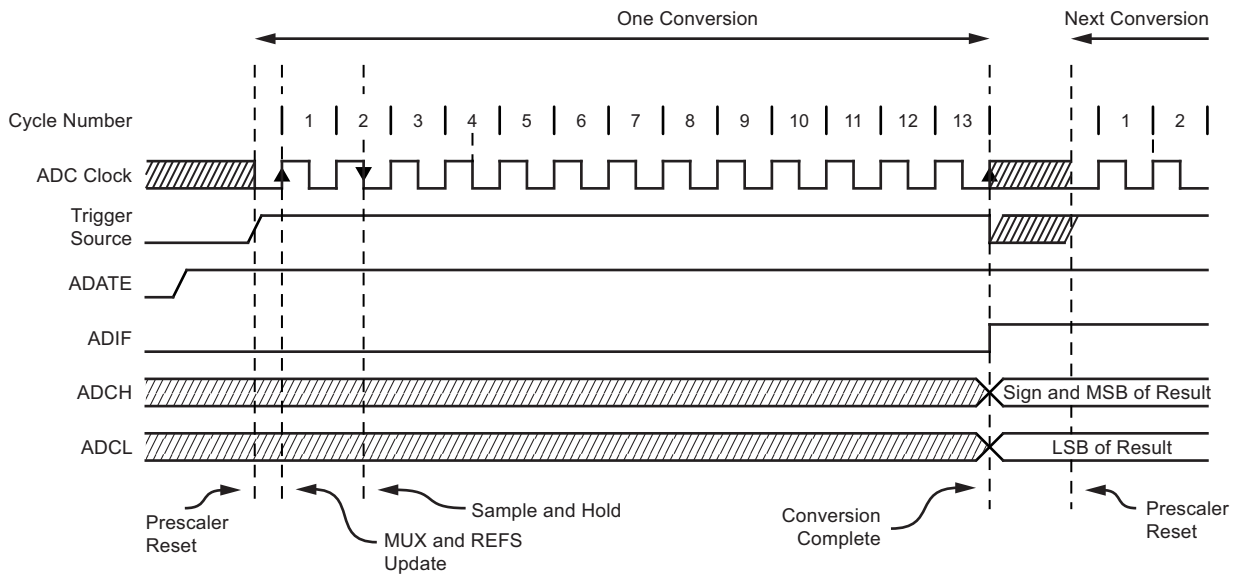 One Conversion
Next Conversion
Cycle Number
1 2 3 4 5 6 7 8 9 10 11 12 13 1 2
ADC Clock
Trigger
Source
ADATE
ADIF
ADCH
Sign and MSB of Result
ADCL
LSB of Result
Prescaler
Reset
MUX and REFS
Update
Sample and Hold
Conversion
Complete
Prescaler
Reset